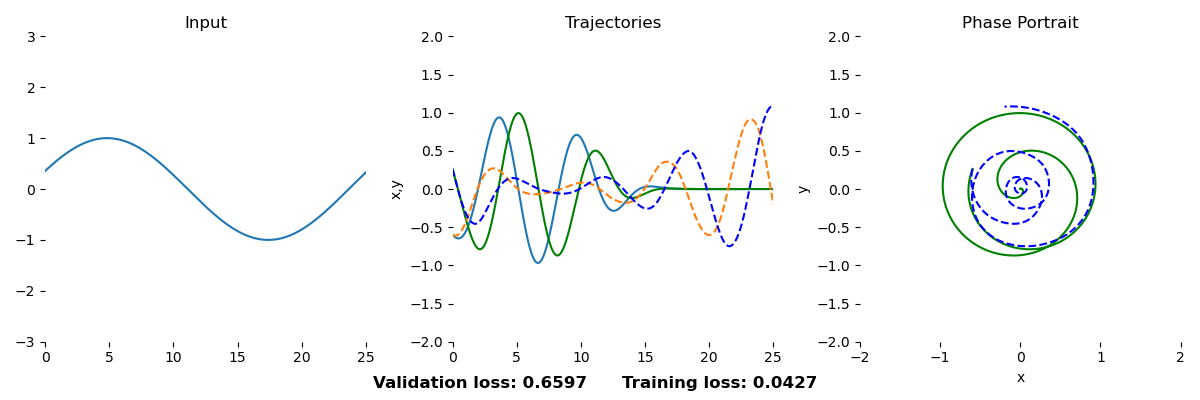 Input
3
2
1
0
−1
−2
−3
0 5 10 15 20 25
Trajectories
x,y
2.0
1.5
1.0
0.5
0.0
−0.5
−1.0
−1.5
−2.0
0 5 10 15 20 25
Phase Portrait
y
2.0
1.5
1.0
0.5
0.0
−0.5
−1.0
−1.5
−2.0
−2 −1 0 1 2
x
Validation loss: 0.6597 Training loss: 0.0427